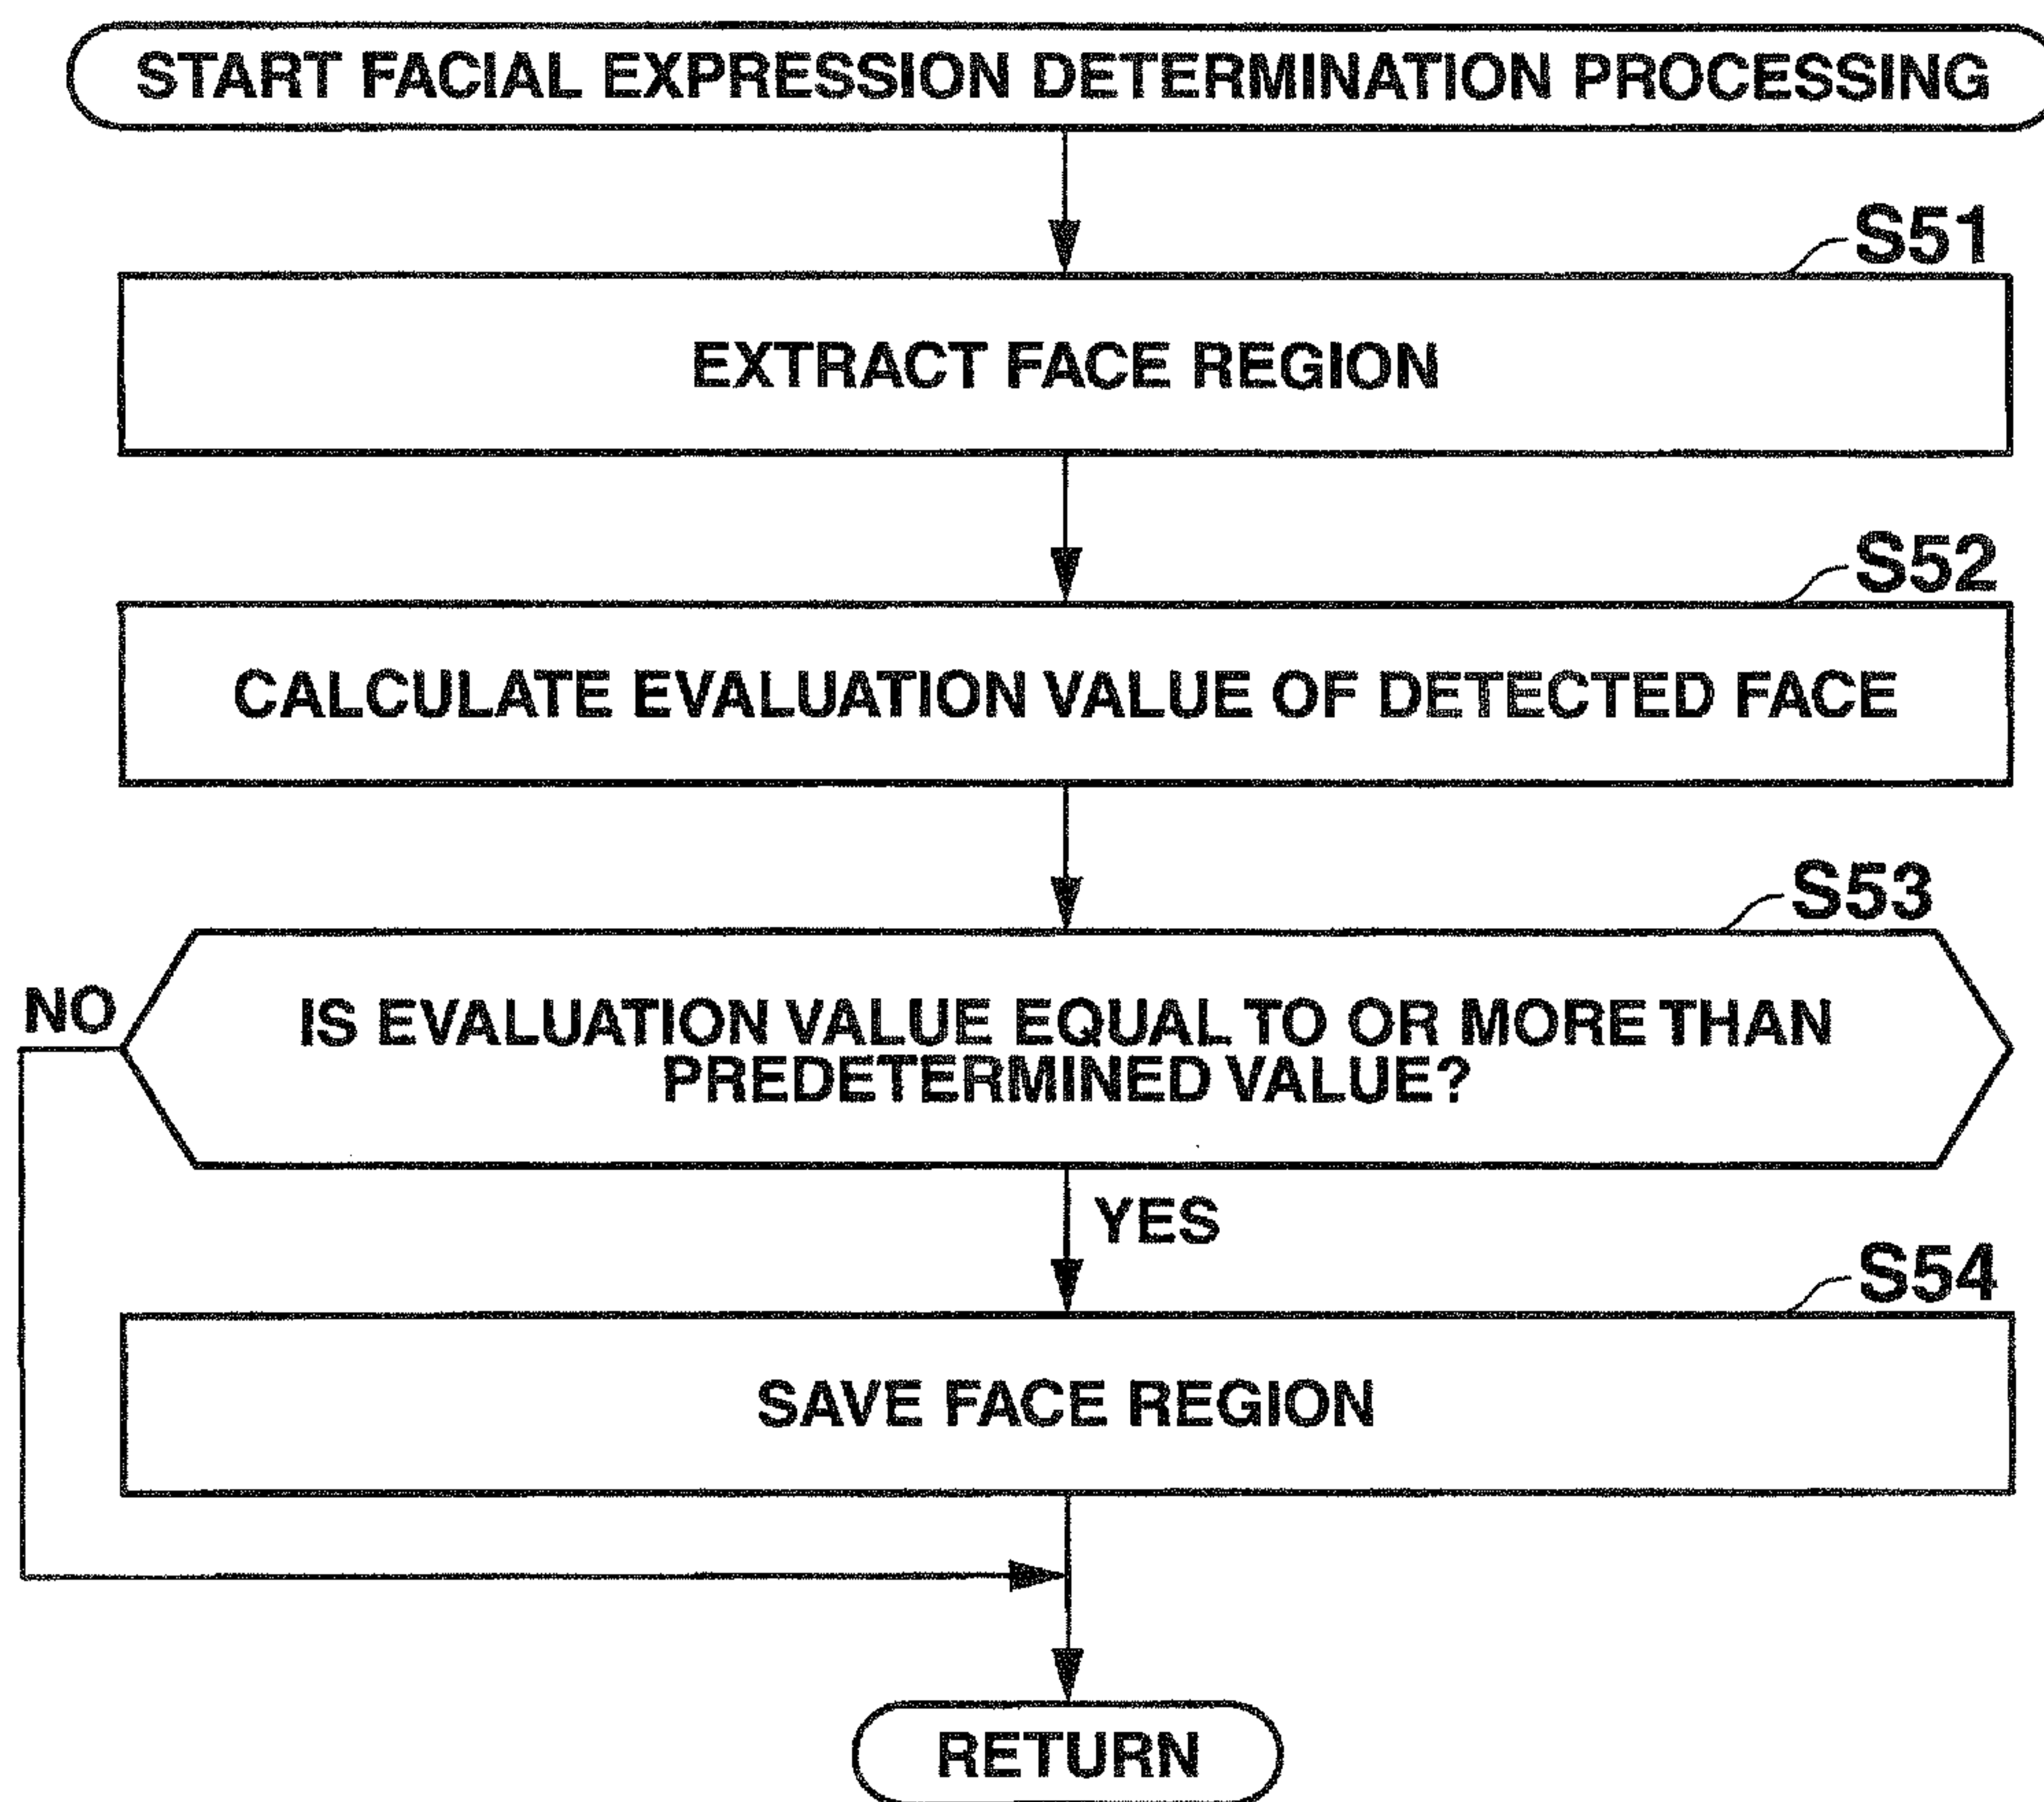 START FACIAL EXPRESSION DETERMINATION PROCESSING
S51
EXTRACT FACE REGION
S52
CALCULATE EVALUATION VALUE OF DETECTED FACE
S53
NO
IS EVALUATION VALUE EQUAL TO OR MORE THAN
PREDETERMINED VALUE?
YES
S54
SAVE FACE REGION
RETURN